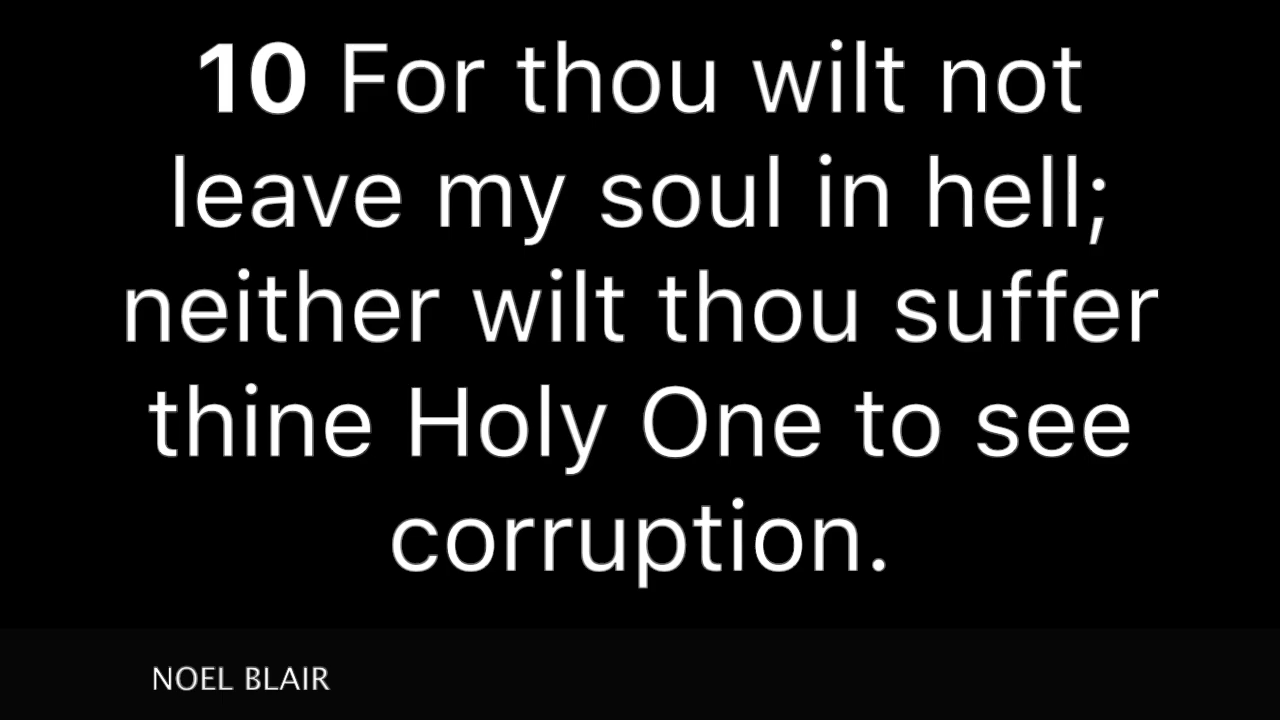 10 For thou wilt not
leave my soul in hell;
neither wilt thou suffer
thine Holy One to see
corruption.
NOEL BLAIR